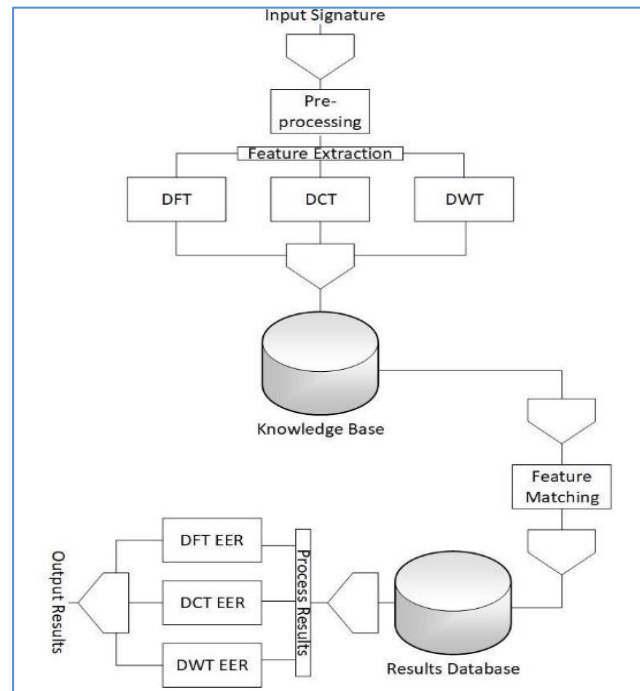 Input Signature
Pre-
processing
Feature Extraction
DFT
DCT
DWT
Knowledge Base
Feature
Matching
DFT EER
DCT EER
DWT EER
Process Results
Output Results
Results Database